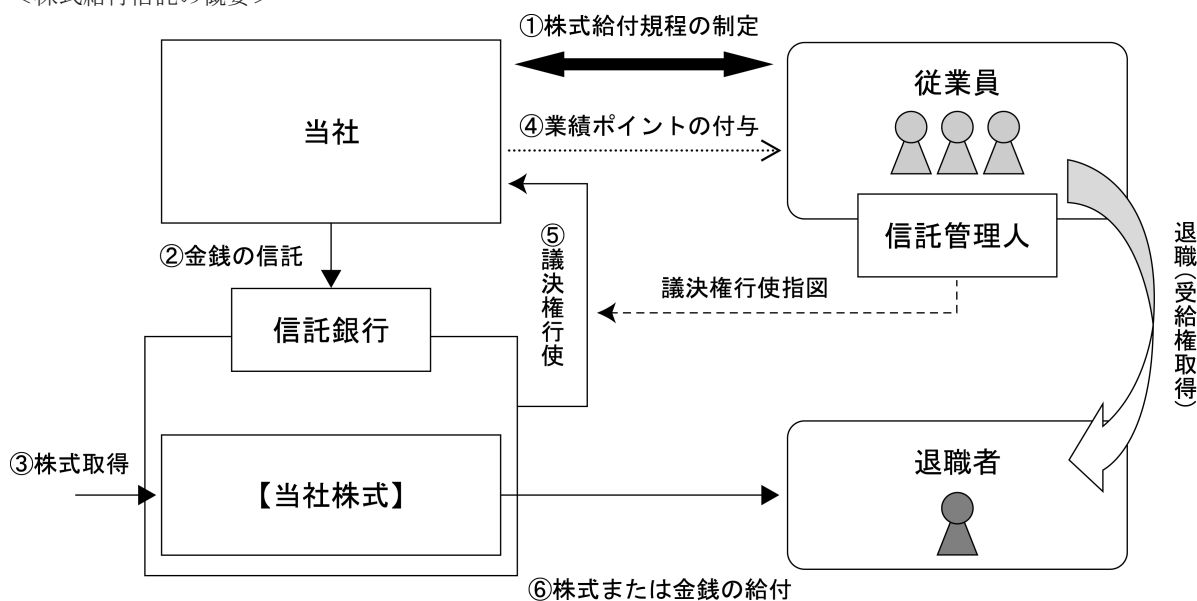 ＜株式給付信託の概要＞
①株式給付規程の制定
当社
従業員
④業績ポイントの付与
信託管理人
②金銭の信託
⑤議決権行使
議決権行使指図
退職（受給権取得）
信託銀行
③株式取得
【当社株式】
退職者
⑥株式または金銭の給付